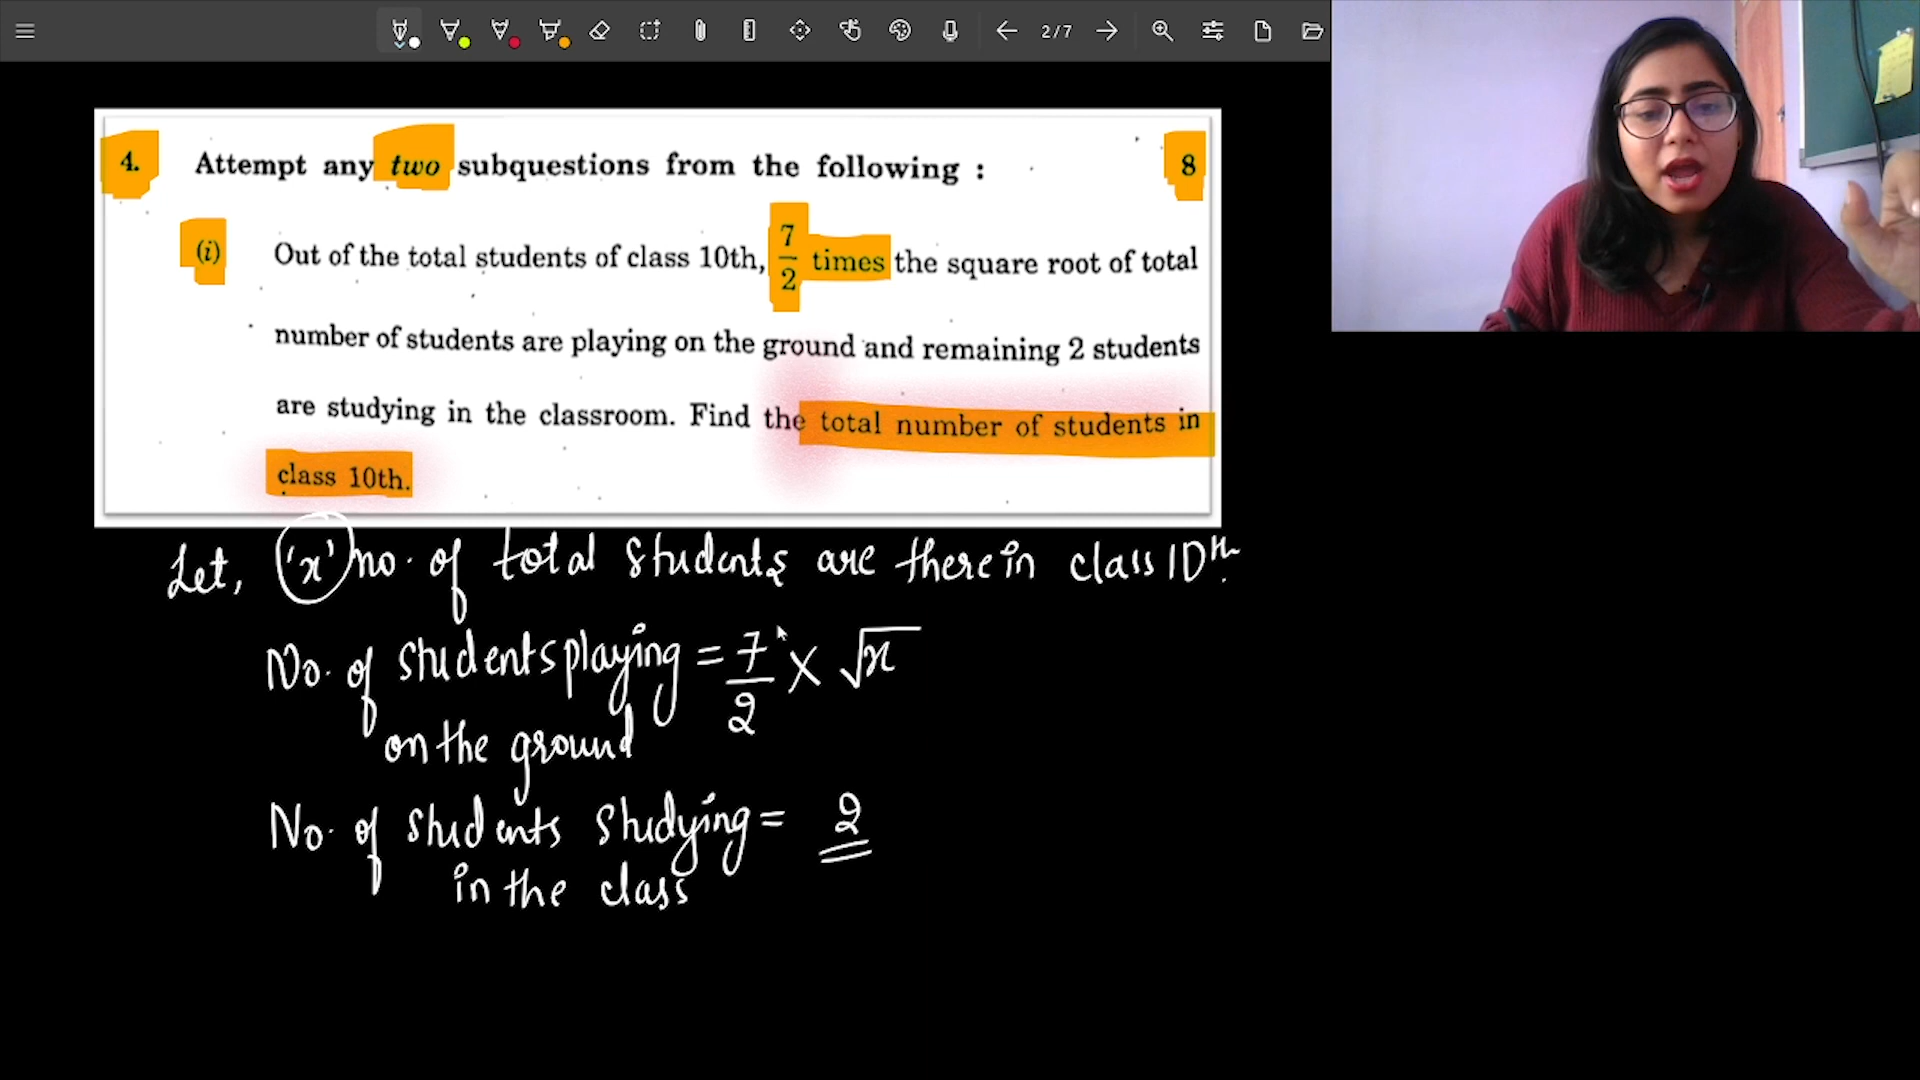 2/7
4. Attempt any two subquestions from the following : 8
(i) Out of the total students of class 10th, 7/2 times the square root of total
number of students are playing on the ground and remaining 2 students
are studying in the classroom. Find the total number of students in
class 10th.
Let, 'x' no. of total students are there in class 10th.
No. of students playing = 7/2 × √x
on the ground
No. of students studying = 2
in the class